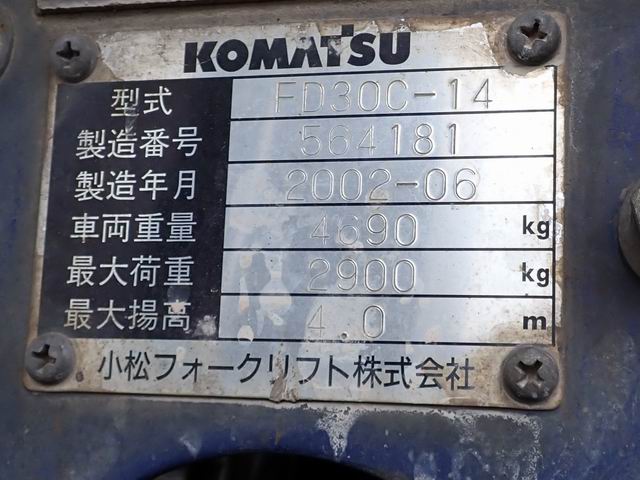 KOMATSU
型式 FD30C-14
製造番号 564181
製造年月 2002-06
車両重量 4690 kg
最大荷重 2900 kg
最大揚高 4.0 m
小松フォークリフト株式会社